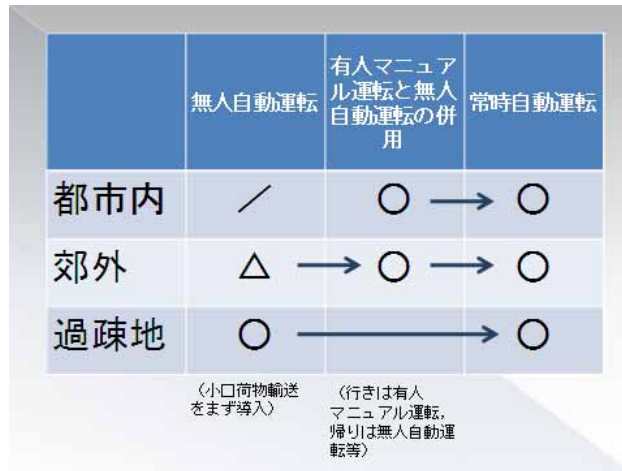 無人自動運転
有人マニュア
ル運転と無人
自動運転の併
用
常時自動運転
都市内 ／ ○ → ○
郊外 △ → ○ → ○
過疎地 ○ → ○
（小口荷物輸送
をまず導入）
（行きは有人
マニュアル運転，
帰りは無人自動運
転等）